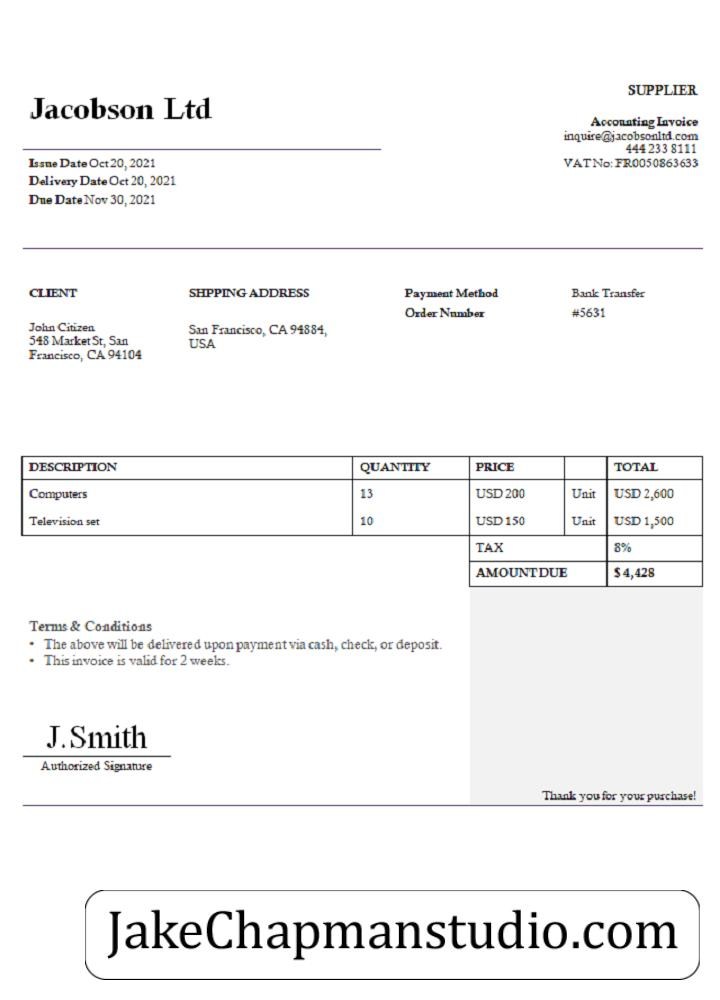 SUPPLIER
Jacobson Ltd
Accounting Invoice
inquire@jacobsonltd.com
444 233 8111
VAT No: FR0050863633
Issue Date Oct 20, 2021
Delivery Date Oct 20, 2021
Due Date Nov 30, 2021
CLIENT
John Citizen
548 Market St, San
Francisco, CA 94104
SHPPING ADDRESS
San Francisco, CA 94884,
USA
Payment Method Bank Transfer
Order Number #5631
DESCRIPTION QUANTITY PRICE TOTAL
Computers 13 USD 200 Unit USD 2,600
Television set 10 USD 150 Unit USD 1,500
TAX 8%
AMOUNT DUE $ 4,428
Terms & Conditions
• The above will be delivered upon payment via cash, check, or deposit.
• This invoice is valid for 2 weeks.
J.Smith
Authorized Signature
Thank you for your purchase!
JakeChapmanstudio.com